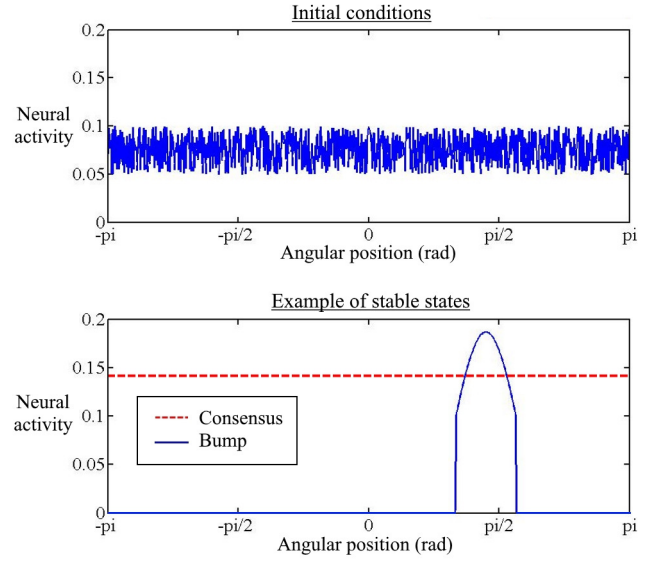 Initial conditions
0.2
0.15
Neural
activity
0.1
0.05
0
-pi
-pi/2
0
pi/2
pi
Angular position (rad)
Example of stable states
0.2
0.15
Neural
activity
0.1
0.05
0
Consensus
Bump
-pi
-pi/2
0
pi/2
pi
Angular position (rad)